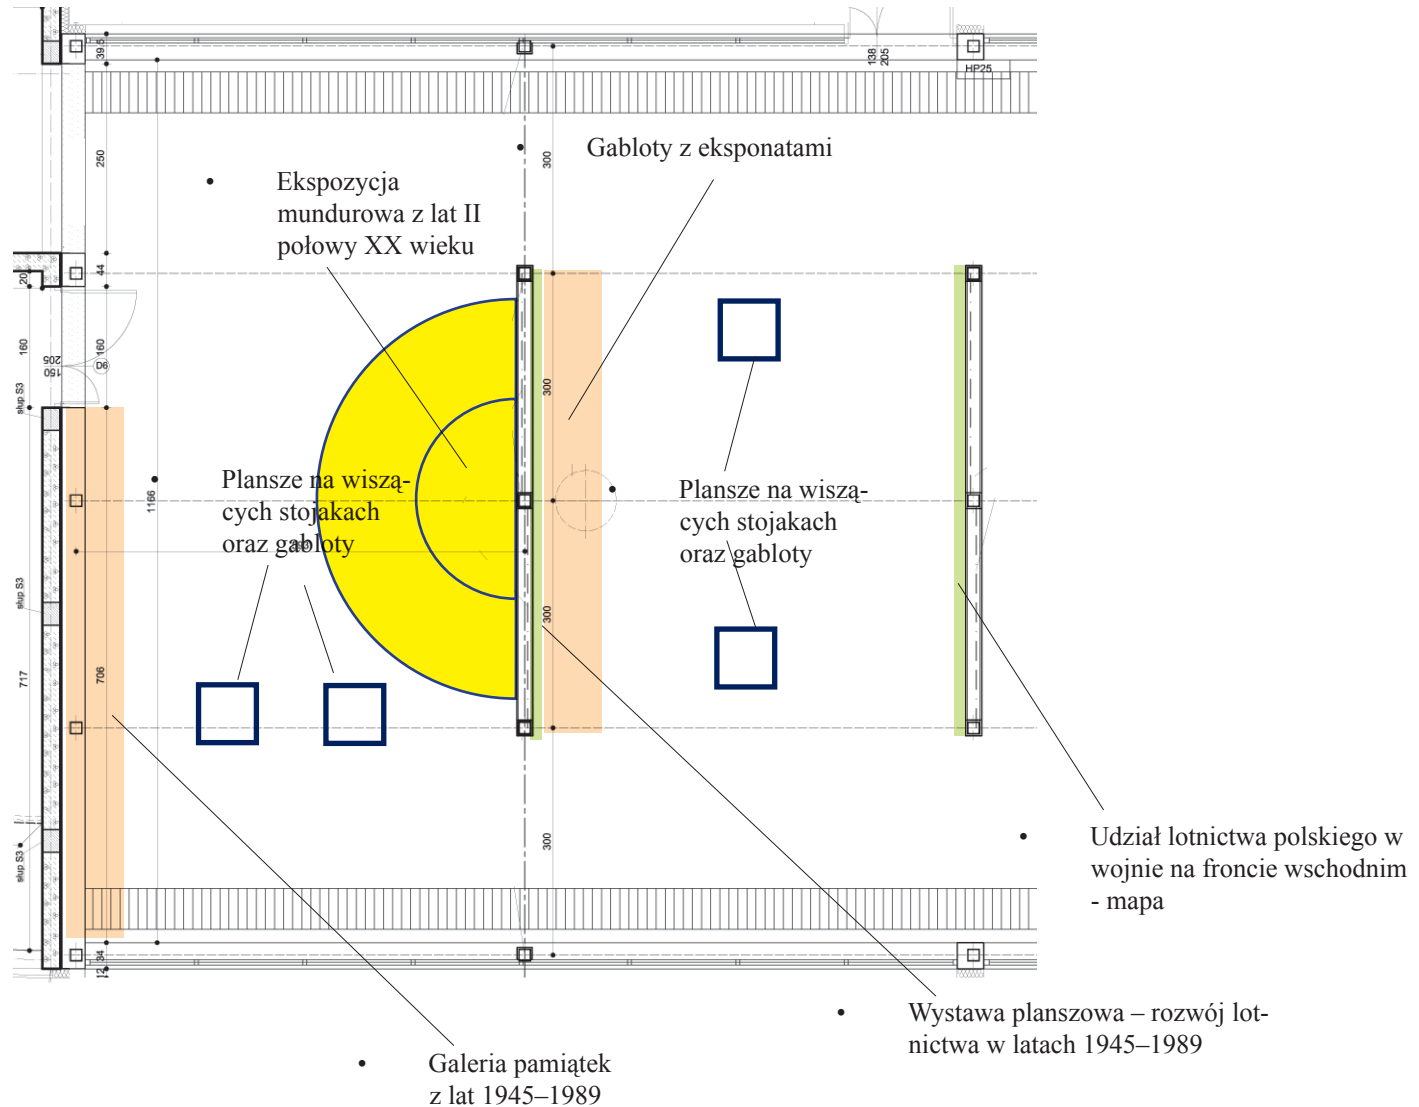 39.5
138
205
HP25
250
300
Gabloty z eksponatami
Ekspozycja
mundurowa z lat II
połowy XX wieku
20
44
160
205
150
160
D6
300
słup S3
1166
Plansze na wiszą-
cych stojakach
oraz gabloty
Plansze na wiszą-
cych stojakach
oraz gabloty
słup S3
300
717
706
300
słup S3
Udział lotnictwa polskiego w
wojnie na froncie wschodnim
- mapa
34
12
Wystawa planszowa – rozwój lot-
nictwa w latach 1945–1989
Galeria pamiątek
z lat 1945–1989